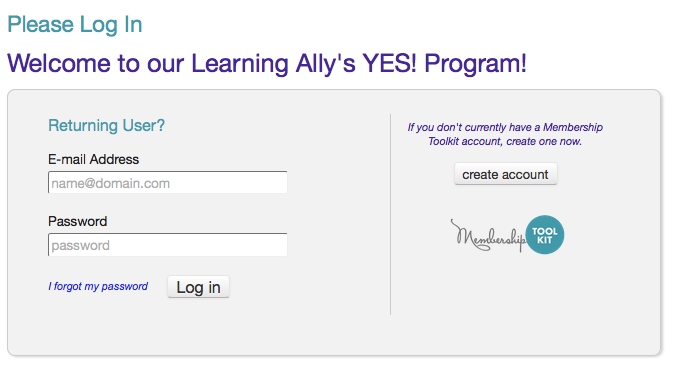 Please Log In
Welcome to our Learning Ally's YES! Program!
Returning User?
E-mail Address
name@domain.com
Password
password
I forgot my password
Log in
If you don't currently have a Membership
Toolkit account, create one now.
create account
Membership
TOOL
KIT